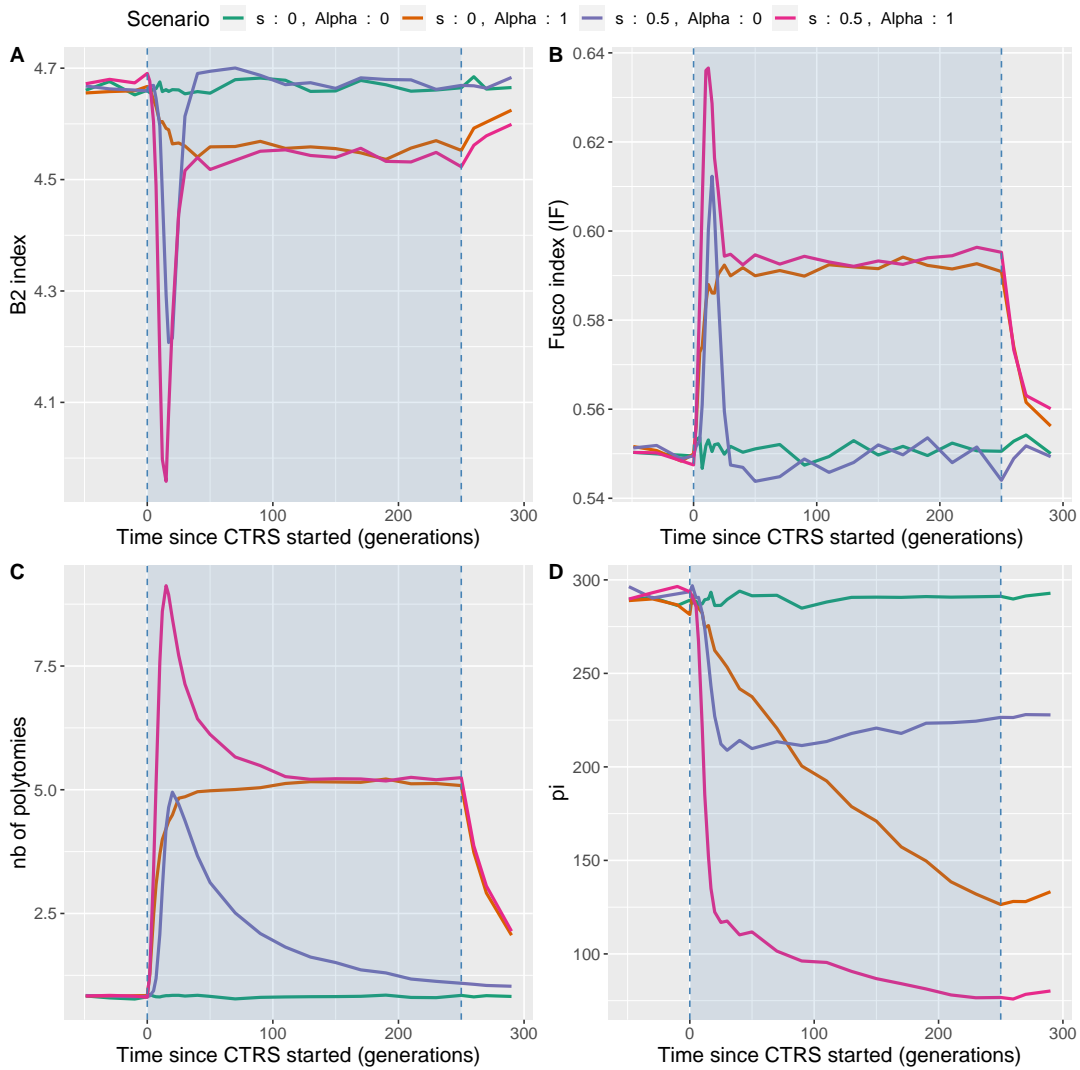 Scenario s : 0 , Alpha : 0 s : 0 , Alpha : 1 s : 0.5 , Alpha : 0 s : 0.5 , Alpha : 1
A
4.7
4.5
4.3
4.1
B2 index
0 100 200 300
Time since CTRS started (generations)
B
0.64
0.62
0.60
0.58
0.56
0.54
Fusco index (IF)
0 100 200 300
Time since CTRS started (generations)
C
7.5
5.0
2.5
nb of polytomies
0 100 200 300
Time since CTRS started (generations)
D
300
250
200
150
100
pi
0 100 200 300
Time since CTRS started (generations)